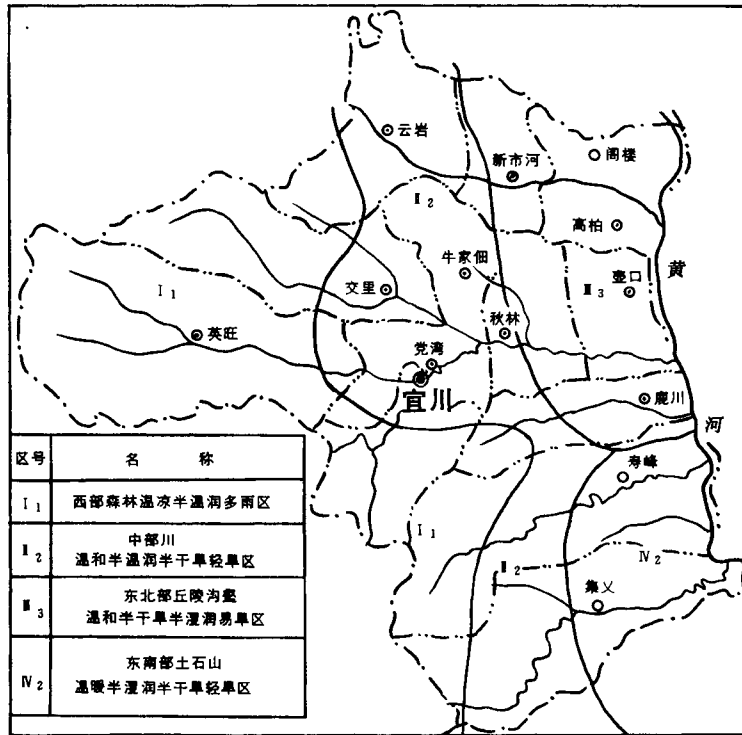 云岩
新市河
阁楼
Ⅱ2
高柏
黄
牛家佃
壶口
Ⅰ1
交里
Ⅲ3
英旺
秋林
党湾
宜川
鹿川
河
寿峰
Ⅰ1
Ⅱ2
Ⅳ2
集义
区号 名 称
Ⅰ1 西部森林温凉半温润多雨区
Ⅱ2 中部川
温和半温润半干旱轻旱区
Ⅲ3 东北部丘陵沟壑
温和半干旱半湿润易旱区
Ⅳ2 东南部土石山
温暖半湿润半干旱轻旱区